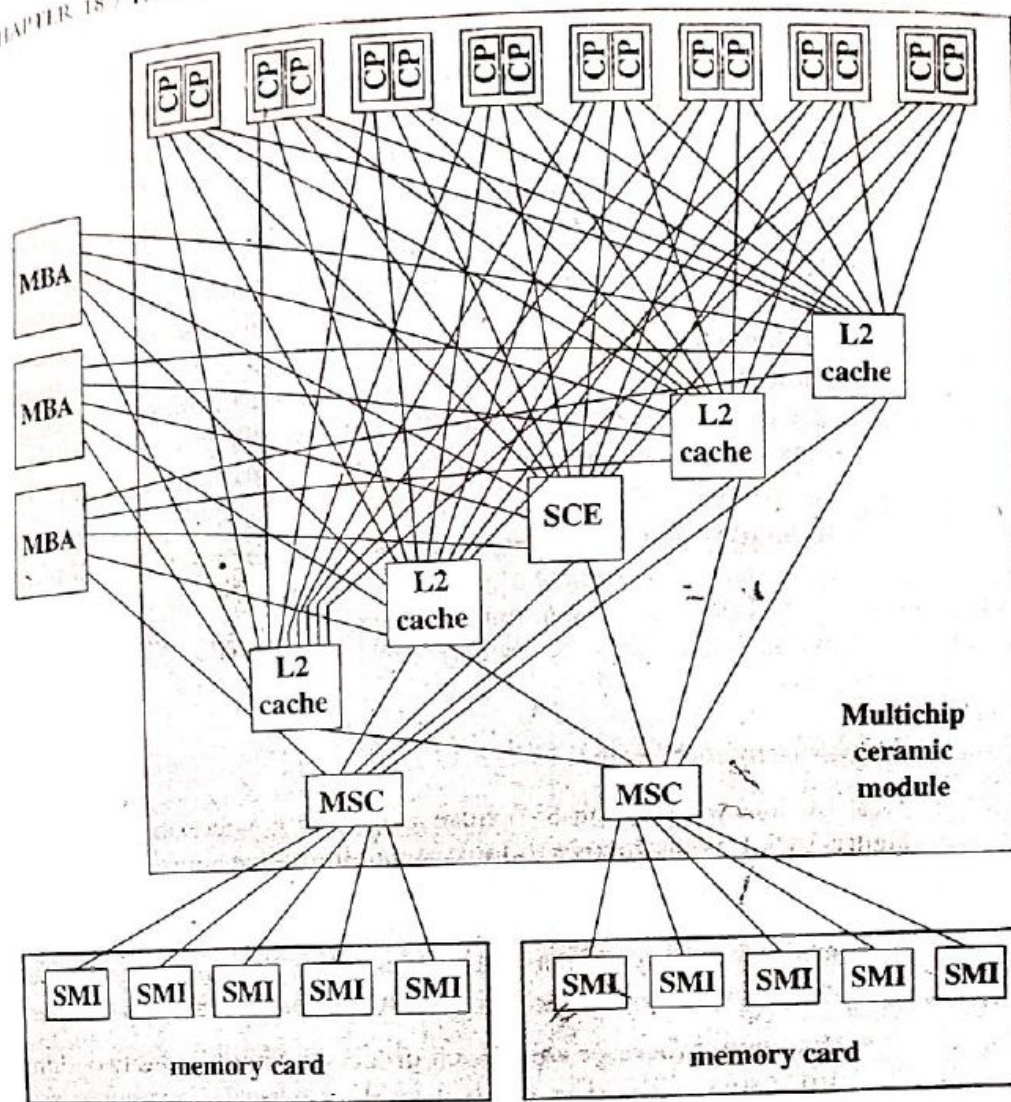 CHAPTER 18 /
CP CP CP CP CP CP CP CP CP CP CP CP CP CP CP CP
MBA
MBA
MBA
L2
cache
L2
cache
SCE
L2
cache
L2
cache
Multichip
ceramic
module
MSC
MSC
SMI SMI SMI SMI SMI
memory card
SMI SMI SMI SMI SMI
memory card